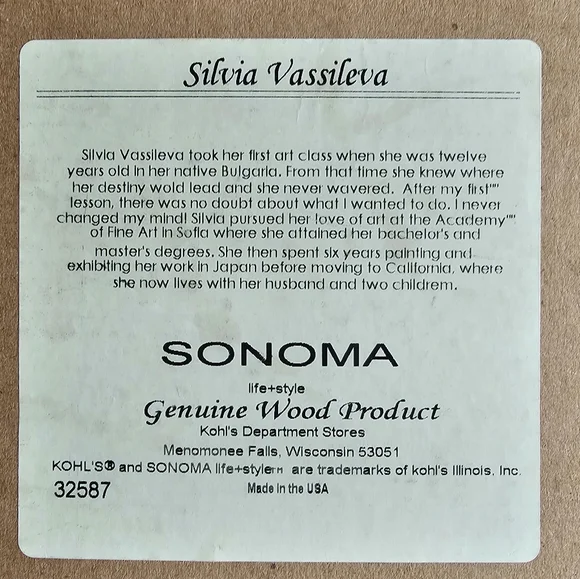 Silvia Vassileva
Silvia Vassileva took her first art class when she was twelve
years old in her native Bulgaria. From that time she knew where
her destiny wold lead and she never wavered. After my first""
lesson, there was no doubt about what I wanted to do. I never
changed my mind! Silvia pursued her love of art at the Academy""
of Fine Art in Sofia where she attained her bachelor's and
master's degrees. She then spent six years painting and
exhibiting her work in Japan before moving to California, where
she now lives with her husband and two childrem.
SONOMA
life+style
Genuine Wood Product
Kohl's Department Stores
Menomonee Falls, Wisconsin 53051
KOHL'S® and SONOMA life+style™ are trademarks of kohl's Illinois, Inc.
32587 Made in the USA